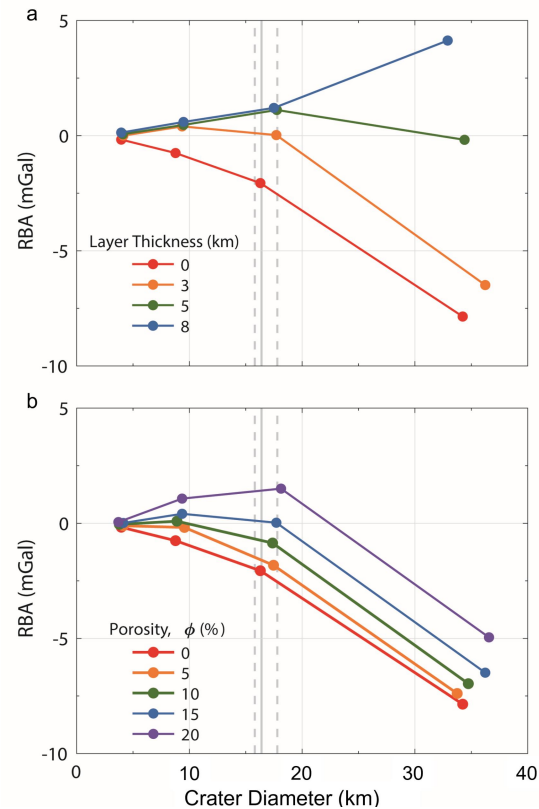 a
5
0
-5
-10
RBA (mGal)
Layer Thickness (km)
0
3
5
8
b
5
0
-5
-10
RBA (mGal)
Porosity, ϕ (%)
0
5
10
15
20
0 10 20 30 40
Crater Diameter (km)